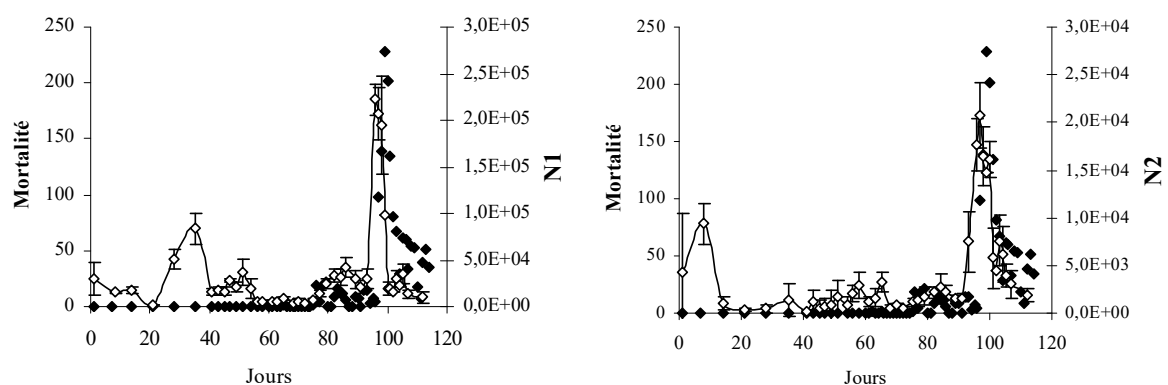 250
200
150
100
50
0
Mortalité
3,0E+05
2,5E+05
2,0E+05
1,5E+05
1,0E+05
5,0E+04
0,0E+00
N1
0 20 40 60 80 100 120
Jours
250
200
150
100
50
0
Mortalité
3,0E+04
2,5E+04
2,0E+04
1,5E+04
1,0E+04
5,0E+03
0,0E+00
N2
0 20 40 60 80 100 120
Jours